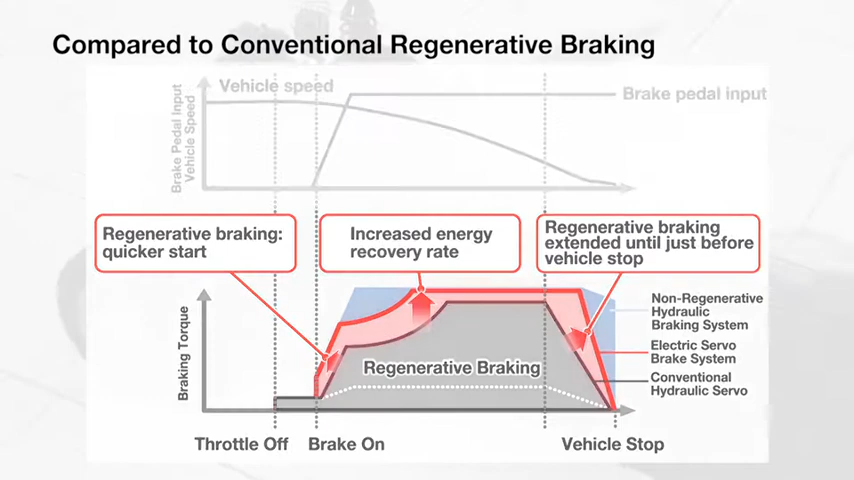 Compared to Conventional Regenerative Braking
Vehicle speed
Brake pedal input
Brake Pedal Input
Vehicle Speed
Regenerative braking:
quicker start
Increased energy
recovery rate
Regenerative braking
extended until just before
vehicle stop
Braking Torque
Non-Regenerative
Hydraulic
Braking System
Electric Servo
Brake System
Conventional
Hydraulic Servo
Regenerative Braking
Throttle Off
Brake On
Vehicle Stop